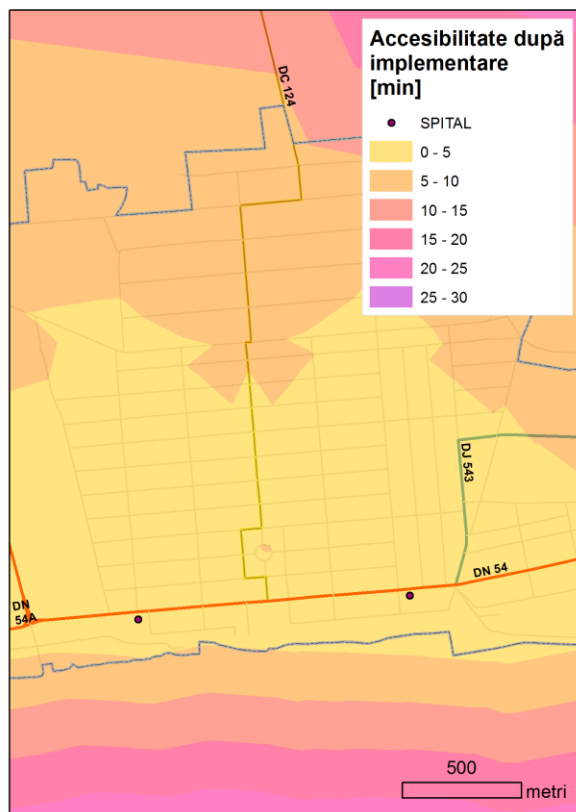 Accesibilitate după
implementare
[min]
SPITAL
0 - 5
5 - 10
10 - 15
15 - 20
20 - 25
25 - 30
DC 124
DJ 543
DN 54
DN
54A
500
metri